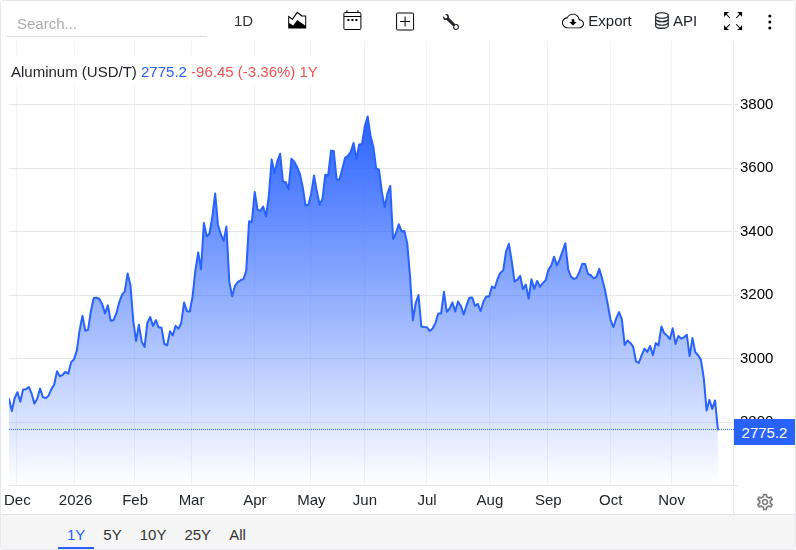 Search... 1D Export API
Aluminum (USD/T) 2775.2 -96.45 (-3.36%) 1Y
3800
3600
3400
3200
3000
2800
2775.2
Dec 2026 Feb Mar Apr May Jun Jul Aug Sep Oct Nov
1Y 5Y 10Y 25Y All